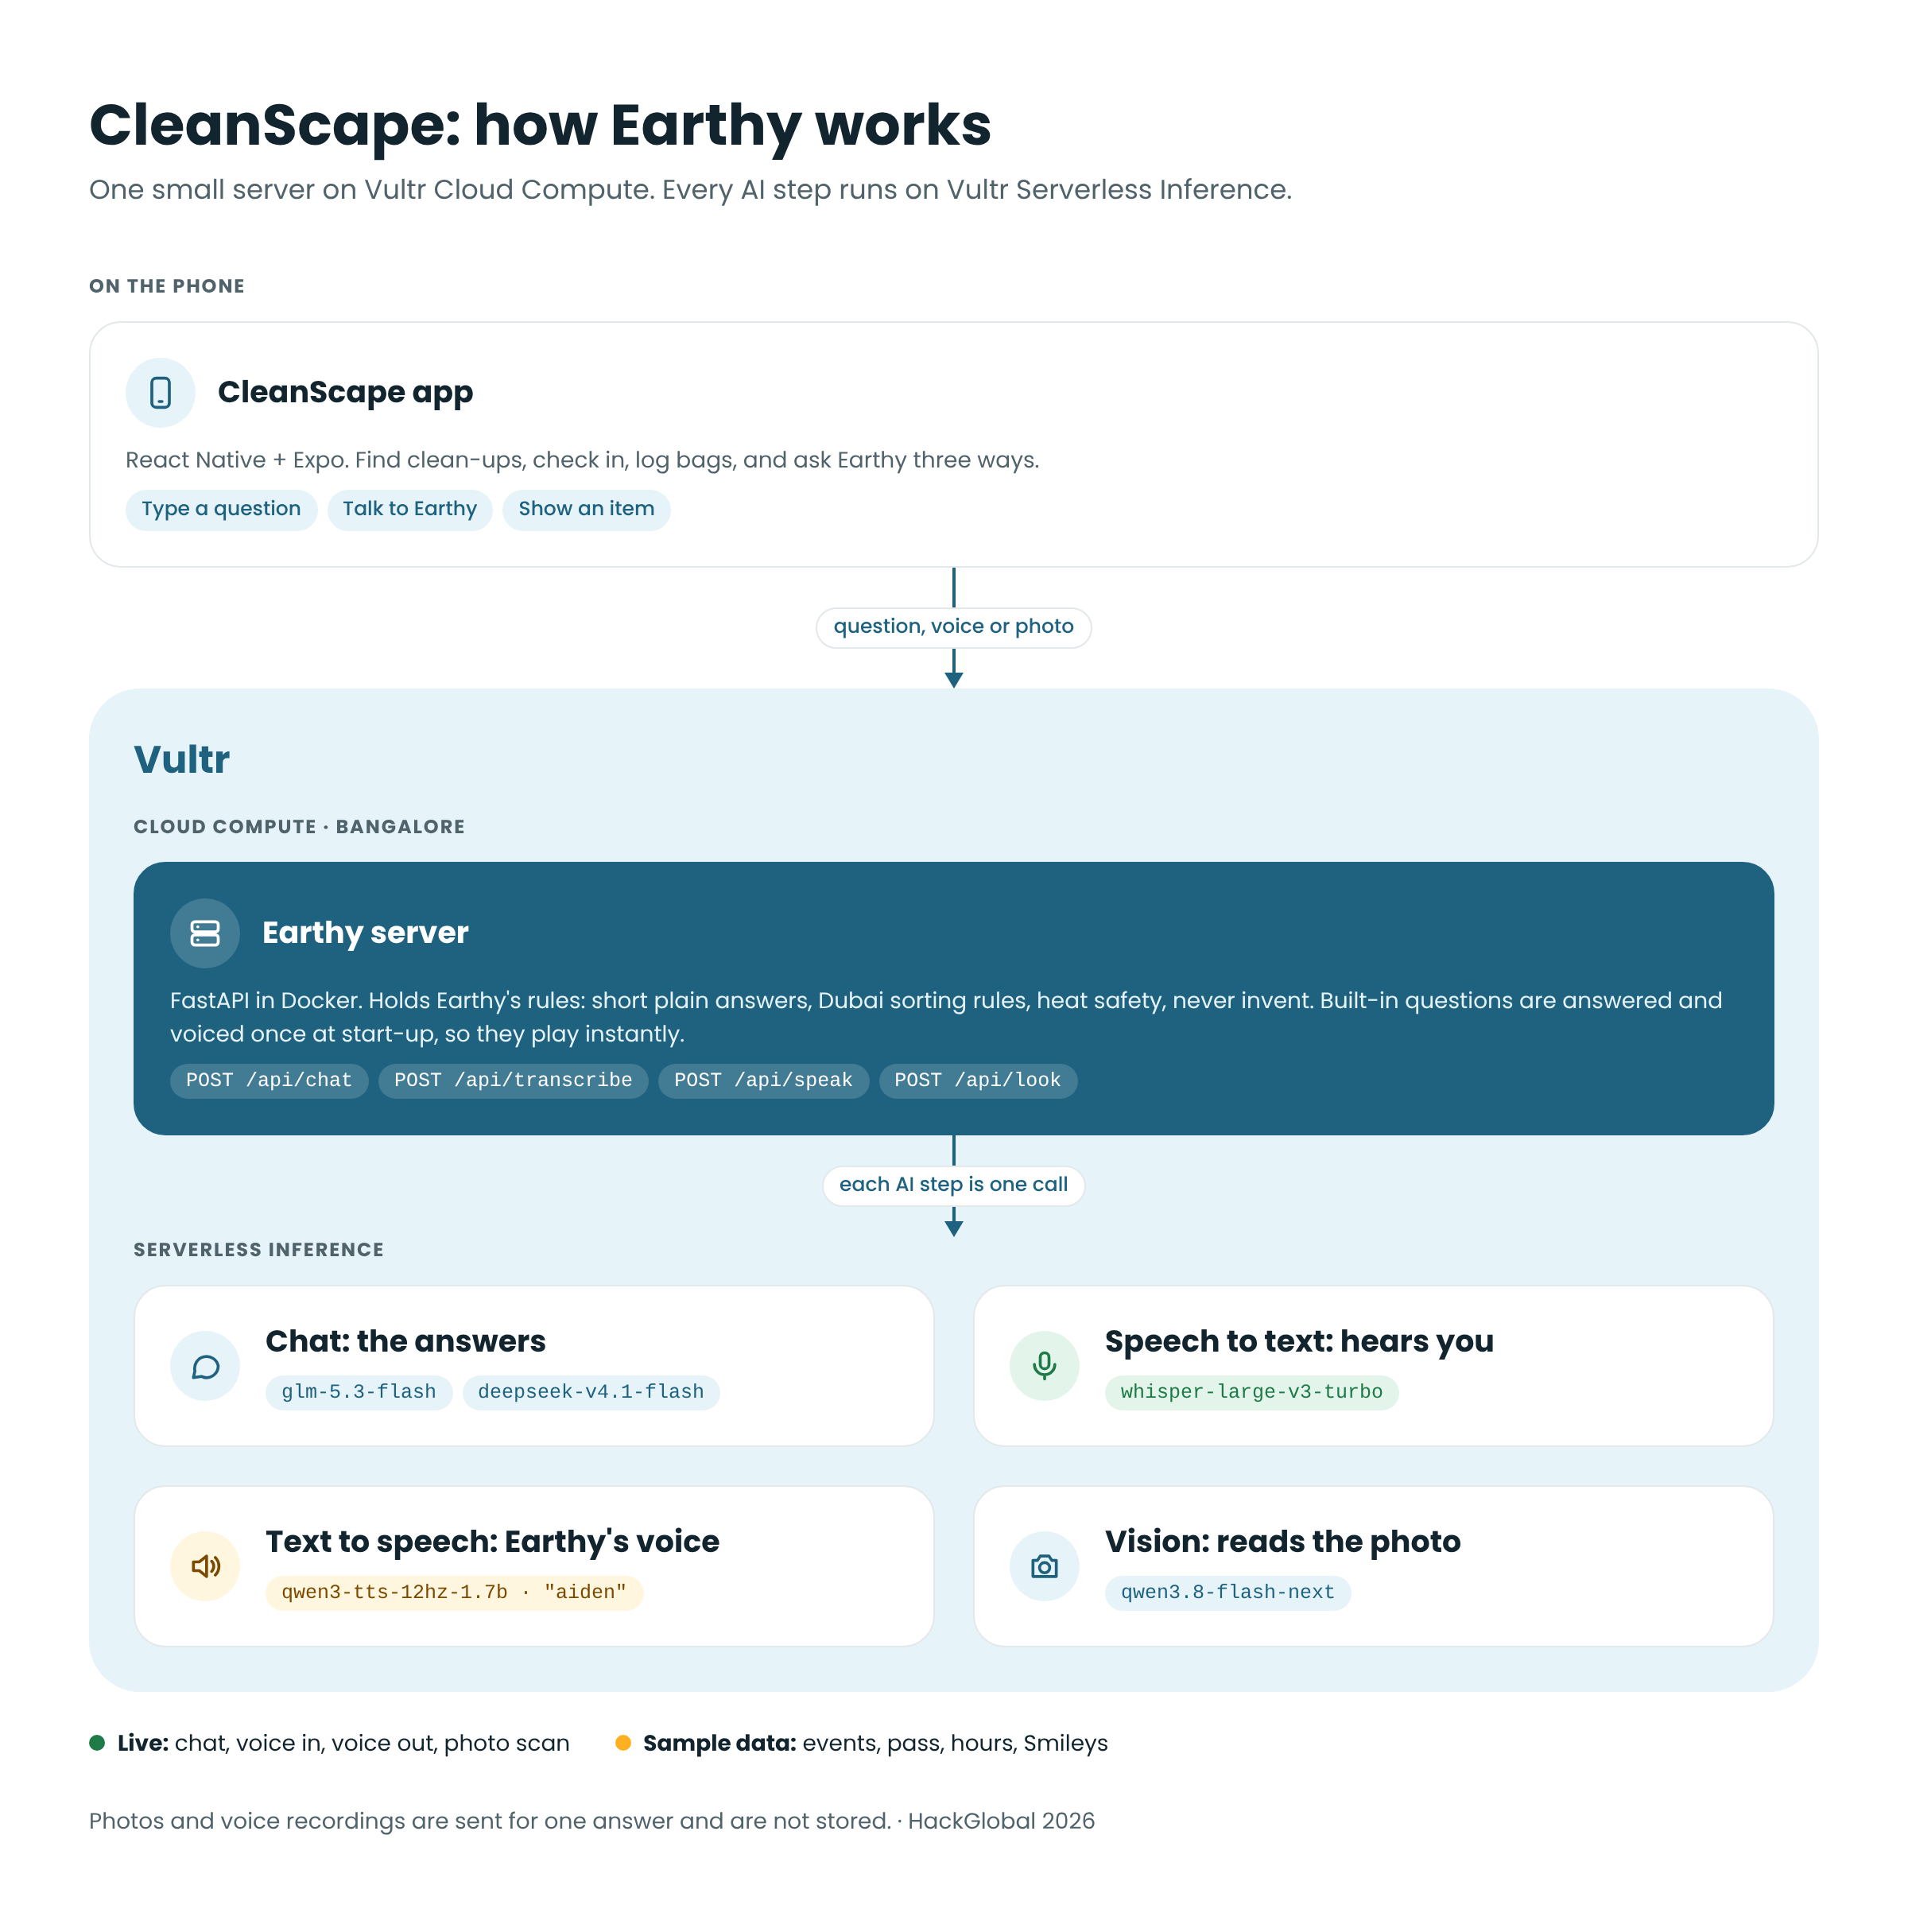 CleanScape: how Earthy works
One small server on Vultr Cloud Compute. Every AI step runs on Vultr Serverless Inference.
ON THE PHONE
CleanScape app
React Native + Expo. Find clean-ups, check in, log bags, and ask Earthy three ways.
Type a question Talk to Earthy Show an item
question, voice or photo
Vultr
CLOUD COMPUTE · BANGALORE
Earthy server
FastAPI in Docker. Holds Earthy's rules: short plain answers, Dubai sorting rules, heat safety, never invent. Built-in questions are answered and
voiced once at start-up, so they play instantly.
POST /api/chat POST /api/transcribe POST /api/speak POST /api/look
each AI step is one call
SERVERLESS INFERENCE
Chat: the answers
glm-5.3-flash deepseek-v4.1-flash
Speech to text: hears you
whisper-large-v3-turbo
Text to speech: Earthy's voice
qwen3-tts-12hz-1.7b · "aiden"
Vision: reads the photo
qwen3.8-flash-next
Live: chat, voice in, voice out, photo scan
Sample data: events, pass, hours, Smileys
Photos and voice recordings are sent for one answer and are not stored. · HackGlobal 2026